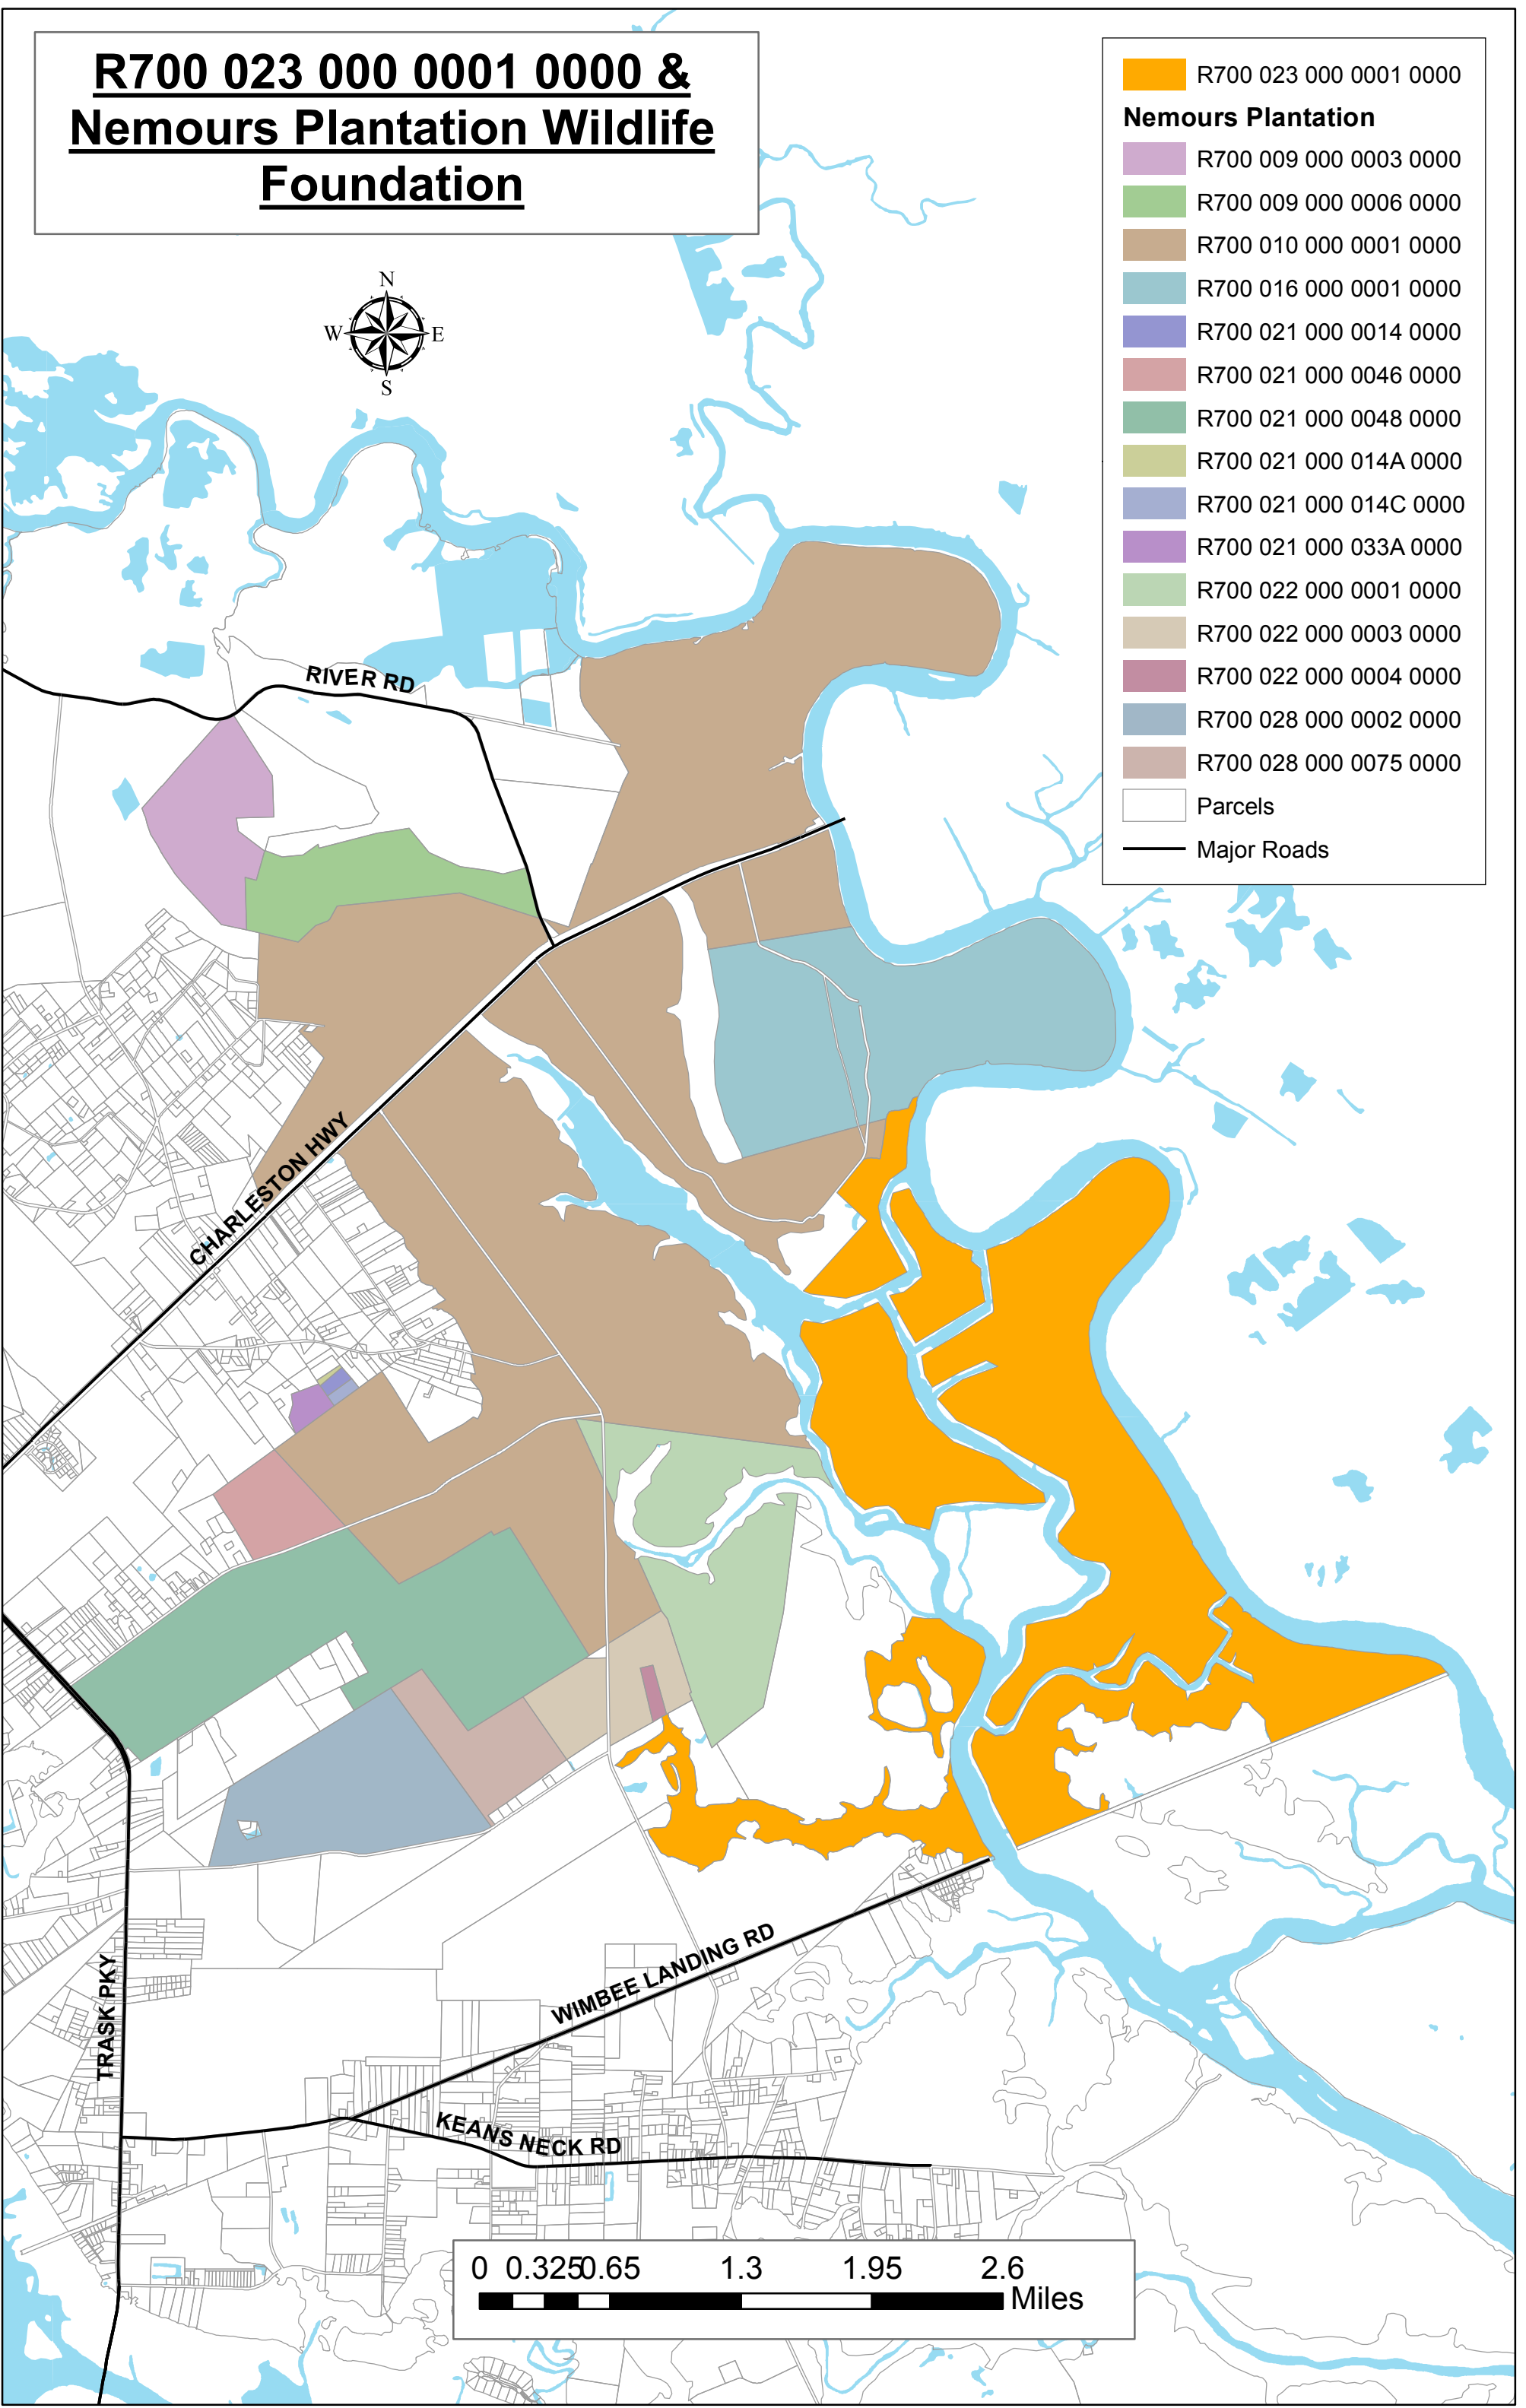 R700 023 000 0001 0000 &
Nemours Plantation Wildlife
Foundation
R700 023 000 0001 0000
Nemours Plantation
R700 009 000 0003 0000
R700 009 000 0006 0000
R700 010 000 0001 0000
R700 016 000 0001 0000
R700 021 000 0014 0000
R700 021 000 0046 0000
R700 021 000 0048 0000
R700 021 000 014A 0000
R700 021 000 014C 0000
R700 021 000 033A 0000
R700 022 000 0001 0000
R700 022 000 0003 0000
R700 022 000 0004 0000
R700 028 000 0002 0000
R700 028 000 0075 0000
Parcels
Major Roads
N
W E
S
RIVER RD
CHARLESTON HWY
WIMBEE LANDING RD
TRASK PKY
KEANS NECK RD
0 0.325 0.65 1.3 1.95 2.6
Miles